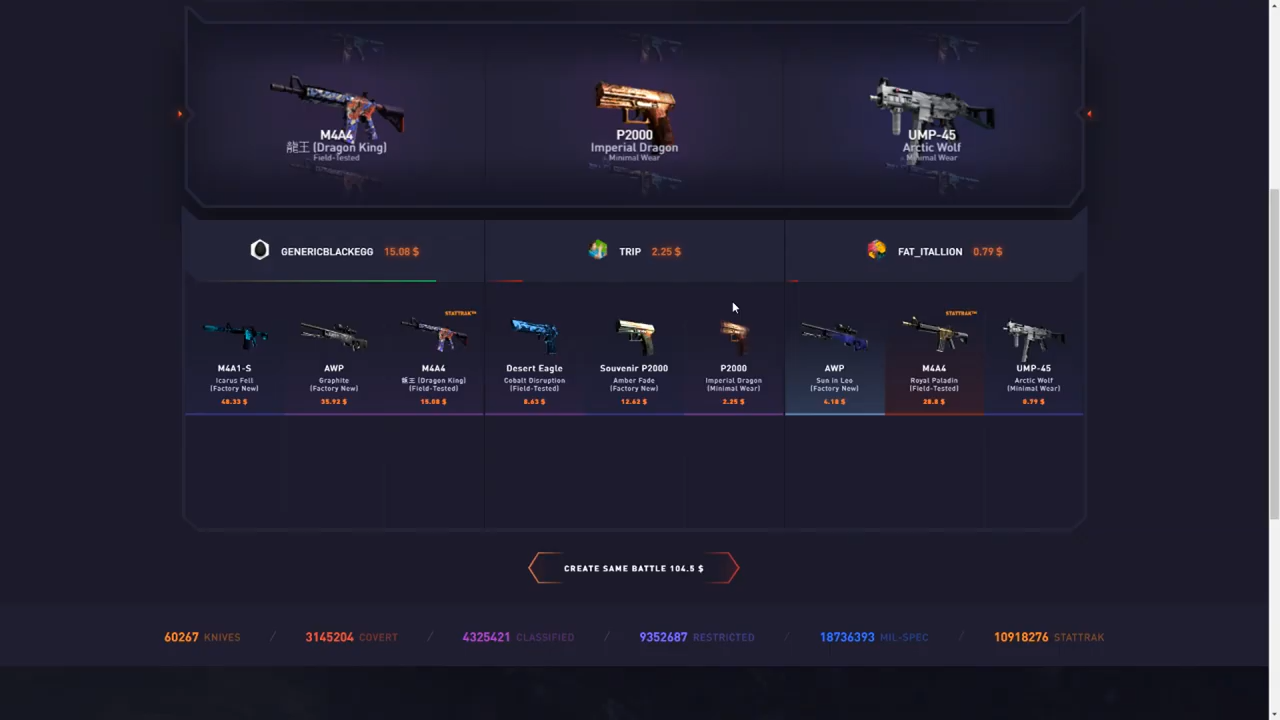 M4A4
龍王 (Dragon King)
Field-Tested
P2000
Imperial Dragon
Minimal Wear
UMP-45
Arctic Wolf
Minimal Wear
GENERICBLACKEGG 15.08 $
TRIP 2.25 $
FAT_ITALLION 0.79 $
M4A1-S
Icarus Fell
(Factory New)
48.33 $
AWP
Graphite
(Factory New)
35.92 $
STATTRAK™
M4A4
龍王 (Dragon King)
(Field-Tested)
15.08 $
Desert Eagle
Cobalt Disruption
(Field-Tested)
8.63 $
Souvenir P2000
Amber Fade
(Factory New)
12.62 $
P2000
Imperial Dragon
(Minimal Wear)
2.25 $
AWP
Sun in Leo
(Factory New)
4.18 $
STATTRAK™
M4A4
Royal Paladin
(Field-Tested)
28.8 $
UMP-45
Arctic Wolf
(Minimal Wear)
0.79 $
CREATE SAME BATTLE 104.5 $
60267 KNIVES / 3145204 COVERT / 4325421 CLASSIFIED / 9352687 RESTRICTED / 18736393 MIL-SPEC / 10918276 STATTRAK